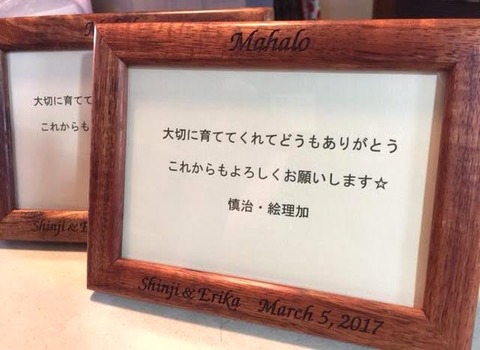 Mahalo
大切に育ててくれてどうもありがとう
これからもよろしくお願いします☆
慎治・絵理加
Shinji & Erika March 5, 2017
大切に育てて
これからも
Shinji & E